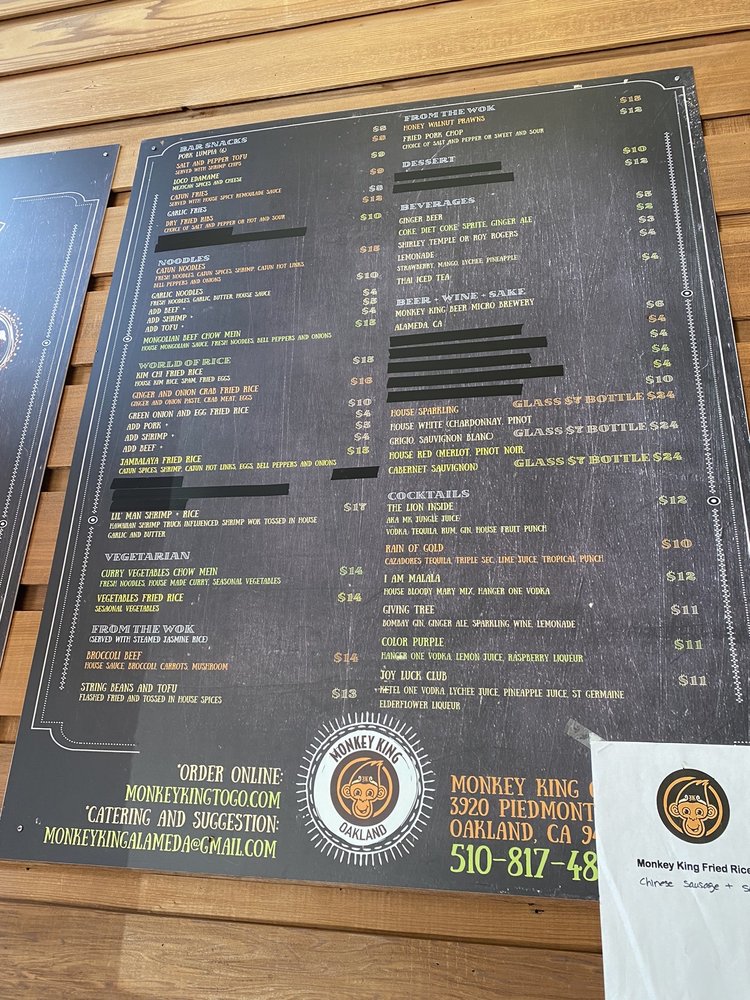 BAR SNACKS
PORK LUMPIA (6) $8
SALT AND PEPPER TOFU $8
SERVED WITH SHRIMP CHIPS
LOCO EDAMAME $9
MEXICAN SPICES AND CHEESE
CAJUN FRIES $9
SERVED WITH HOUSE SPICY REMOULADE SAUCE
GARLIC FRIES $8
DRY FRIED RIBS $12
CHOICE OF SALT AND PEPPER OR HOT AND SOUR
$10
NOODLES
CAJUN NOODLES $15
FRESH NOODLES, CAJUN SPICES, SHRIMP, CAJUN HOT LINKS,
BELL PEPPERS AND ONIONS
GARLIC NOODLES $10
FRESH NOODLES, GARLIC, BUTTER, HOUSE SAUCE
ADD BEEF + $4
ADD SHRIMP + $5
ADD TOFU + $4
MONGOLIAN BEEF CHOW MEIN $15
HOUSE MONGOLIAN SAUCE, FRESH NOODLES, BELL PEPPERS AND ONIONS
WORLD OF RICE
KIM CHI FRIED RICE $15
HOUSE KIM RICE, SPAM, FRIED EGGS
GINGER AND ONION CRAB FRIED RICE $16
GINGER AND ONION PASTE, CRAB MEAT, EGGS
GREEN ONION AND EGG FRIED RICE $10
ADD PORK + $4
ADD SHRIMP + $5
ADD BEEF + $4
JAMBALAYA FRIED RICE $15
CAJUN SPICES, SHRIMP, CAJUN HOT LINKS, EGGS, BELL PEPPERS AND ONIONS
LIL' MAN SHRIMP + RICE $17
HAWAIIAN SHRIMP TRUCK INFLUENCED, SHRIMP WOK TOSSED IN HOUSE
GARLIC AND BUTTER
VEGETARIAN
CURRY VEGETABLES CHOW MEIN $14
FRESH NOODLES, HOUSE MADE CURRY, SEASONAL VEGETABLES
VEGETABLES FRIED RICE $14
SESAONAL VEGETABLES
FROM THE WOK
(SERVED WITH STEAMED JASMINE RICE)
BROCCOLI BEEF $14
HOUSE SAUCE, BROCCOLI, CARROTS, MUSHROOM
STRING BEANS AND TOFU $13
FLASHED FRIED AND TOSSED IN HOUSE SPICES
FROM THE WOK
HONEY WALNUT PRAWNS $15
FRIED PORK CHOP $12
CHOICE OF SALT AND PEPPER OR SWEET AND SOUR
DESSERT $10
$12
BEVERAGES
GINGER BEER $5
COKE, DIET COKE, SPRITE, GINGER ALE $2
SHIRLEY TEMPLE OR ROY ROGERS $3
LEMONADE $4
STRAWBERRY, MANGO, LYCHEE, PINEAPPLE
THAI ICED TEA $4
BEER + WINE + SAKE
MONKEY KING BEER MICRO BREWERY $6
ALAMEDA, CA $4
$4
$4
$4
$10
HOUSE SPARKLING GLASS $7 BOTTLE $24
HOUSE WHITE (CHARDONNAY, PINOT
GRIGIO, SAUVIGNON BLANC) GLASS $7 BOTTLE $24
HOUSE RED (MERLOT, PINOT NOIR,
CABERNET SAUVIGNON) GLASS $7 BOTTLE $24
COCKTAILS
THE LION INSIDE $12
AKA MR. JUNGLE JUICE
VODKA, TEQUILA, RUM, GIN, HOUSE FRUIT PUNCH
RAIN OF GOLD $10
CAZADORES TEQUILA, TRIPLE SEC, LIME JUICE, TROPICAL PUNCH
I AM MALALA $12
HOUSE BLOODY MARY MIX, HANGER ONE VODKA
GIVING TREE $11
BOMBAY GIN, GINGER ALE, SPARKLING WINE, LEMONADE
COLOR PURPLE $11
HANGER ONE VODKA, LEMON JUICE, RASPBERRY LIQUEUR
JOY LUCK CLUB $11
KETEL ONE VODKA, LYCHEE JUICE, PINEAPPLE JUICE, ST GERMAINE
ELDERFLOWER LIQUEUR
*ORDER ONLINE:
MONKEYKINGTOGO.COM
*CATERING AND SUGGESTION:
MONKEYKINGALAMEDA@GMAIL.COM
MONKEY KING
OAKLAND
MONKEY KING
3920 PIEDMONT
OAKLAND, CA 9
510-817-48
Monkey King Fried Rice
Chinese Sausage +